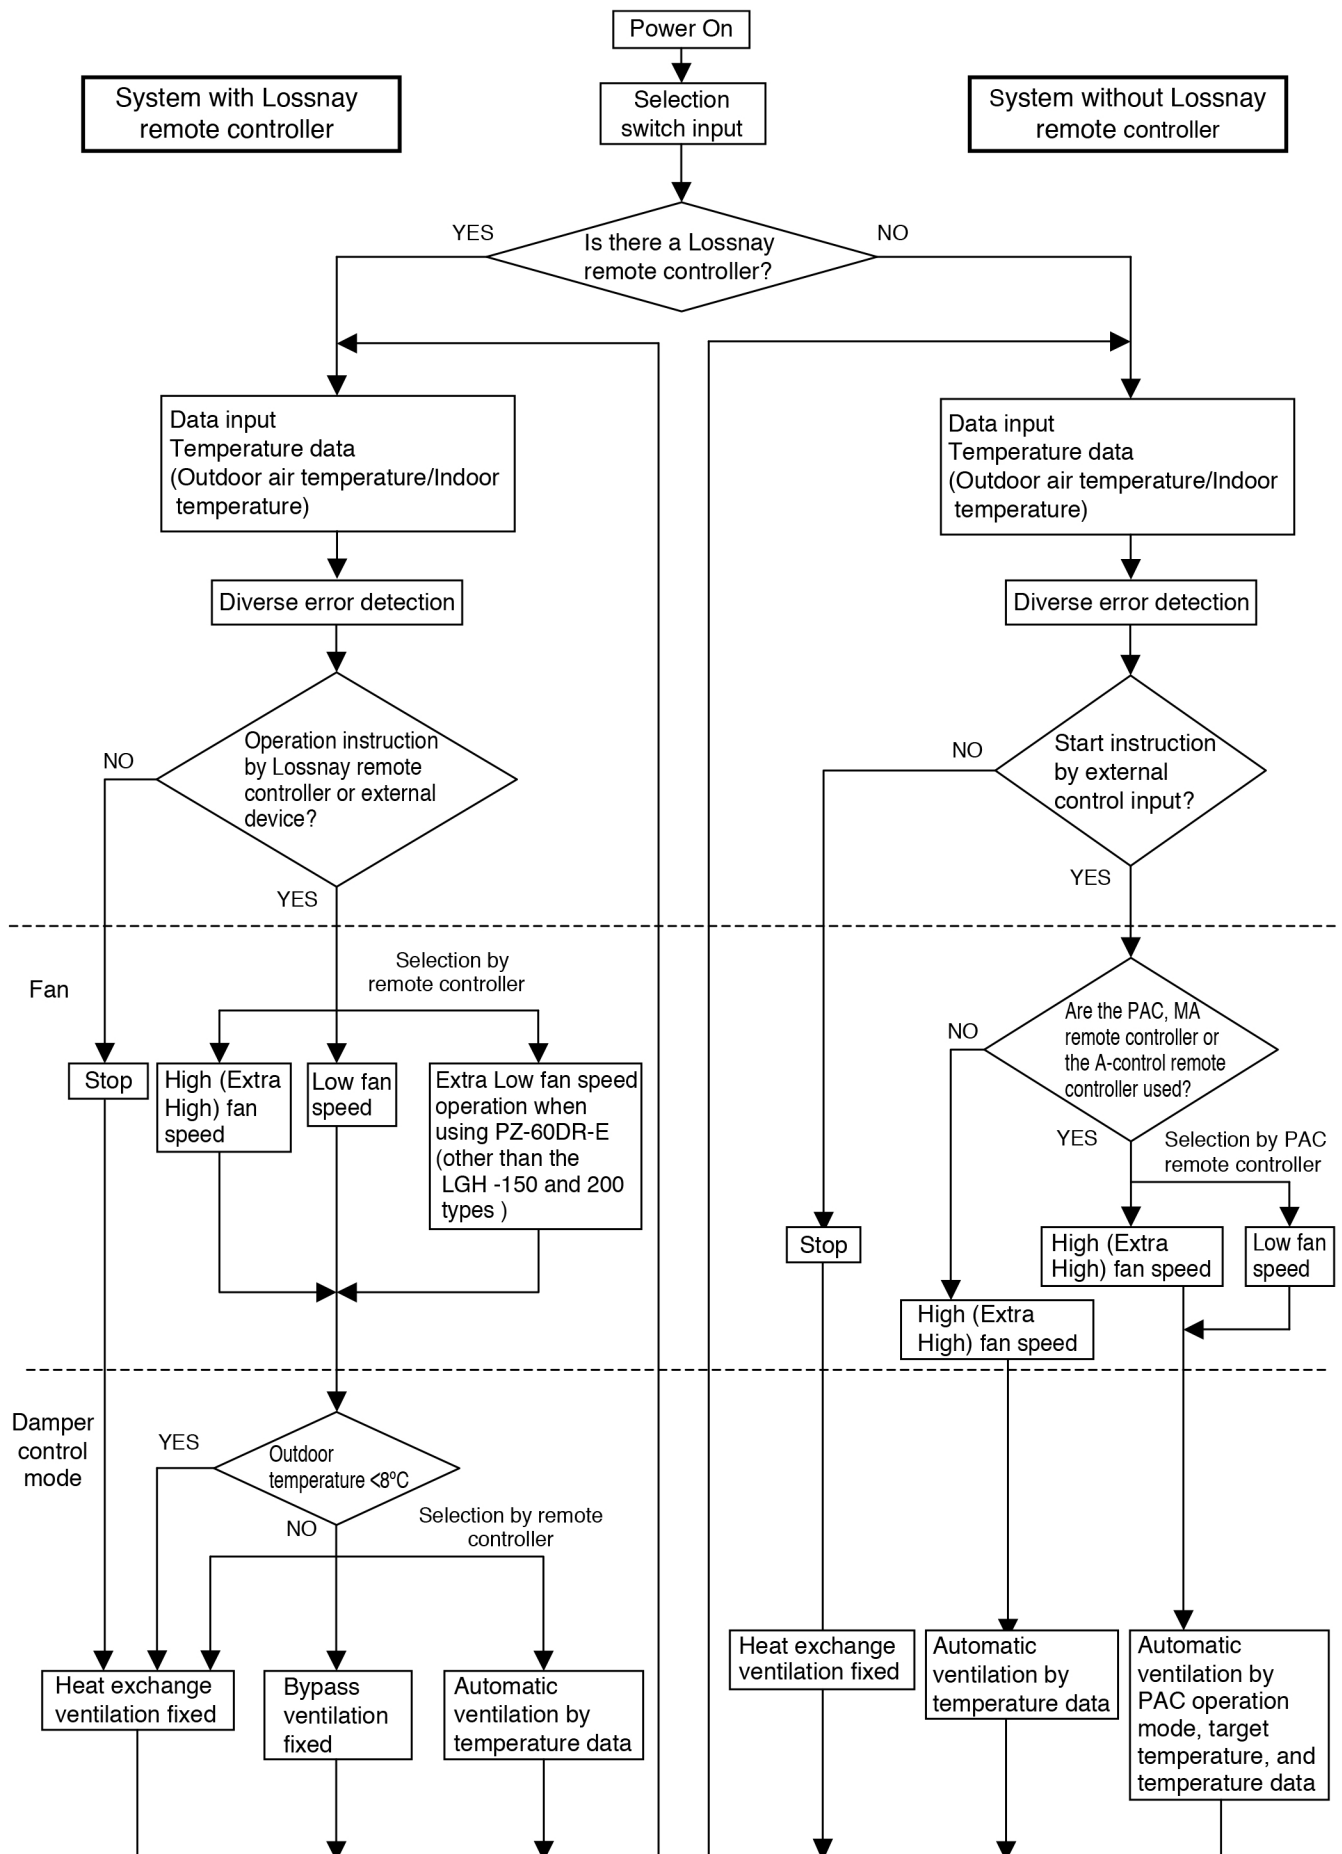 Power On
System with Lossnay
remote controller
Selection
switch input
System without Lossnay
remote controller
YES
Is there a Lossnay
remote controller?
NO
Data input
Temperature data
(Outdoor air temperature/Indoor
temperature)
Data input
Temperature data
(Outdoor air temperature/Indoor
temperature)
Diverse error detection
Diverse error detection
NO
Operation instruction
by Lossnay remote
controller or external
device?
YES
NO
Start instruction
by external
control input?
YES
Fan
Selection by
remote controller
Stop
High (Extra
High) fan
speed
Low fan
speed
Extra Low fan speed
operation when
using PZ-60DR-E
(other than the
LGH -150 and 200
types )
NO
Are the PAC, MA
remote controller or
the A-control remote
controller used?
YES
Selection by PAC
remote controller
Stop
High (Extra
High) fan speed
Low fan
speed
High (Extra
High) fan speed
Damper
control
mode
YES
Outdoor
temperature <8ºC
NO
Selection by remote
controller
Heat exchange
ventilation fixed
Bypass
ventilation
fixed
Automatic
ventilation by
temperature data
Heat exchange
ventilation fixed
Automatic
ventilation by
temperature data
Automatic
ventilation by
PAC operation
mode, target
temperature, and
temperature data